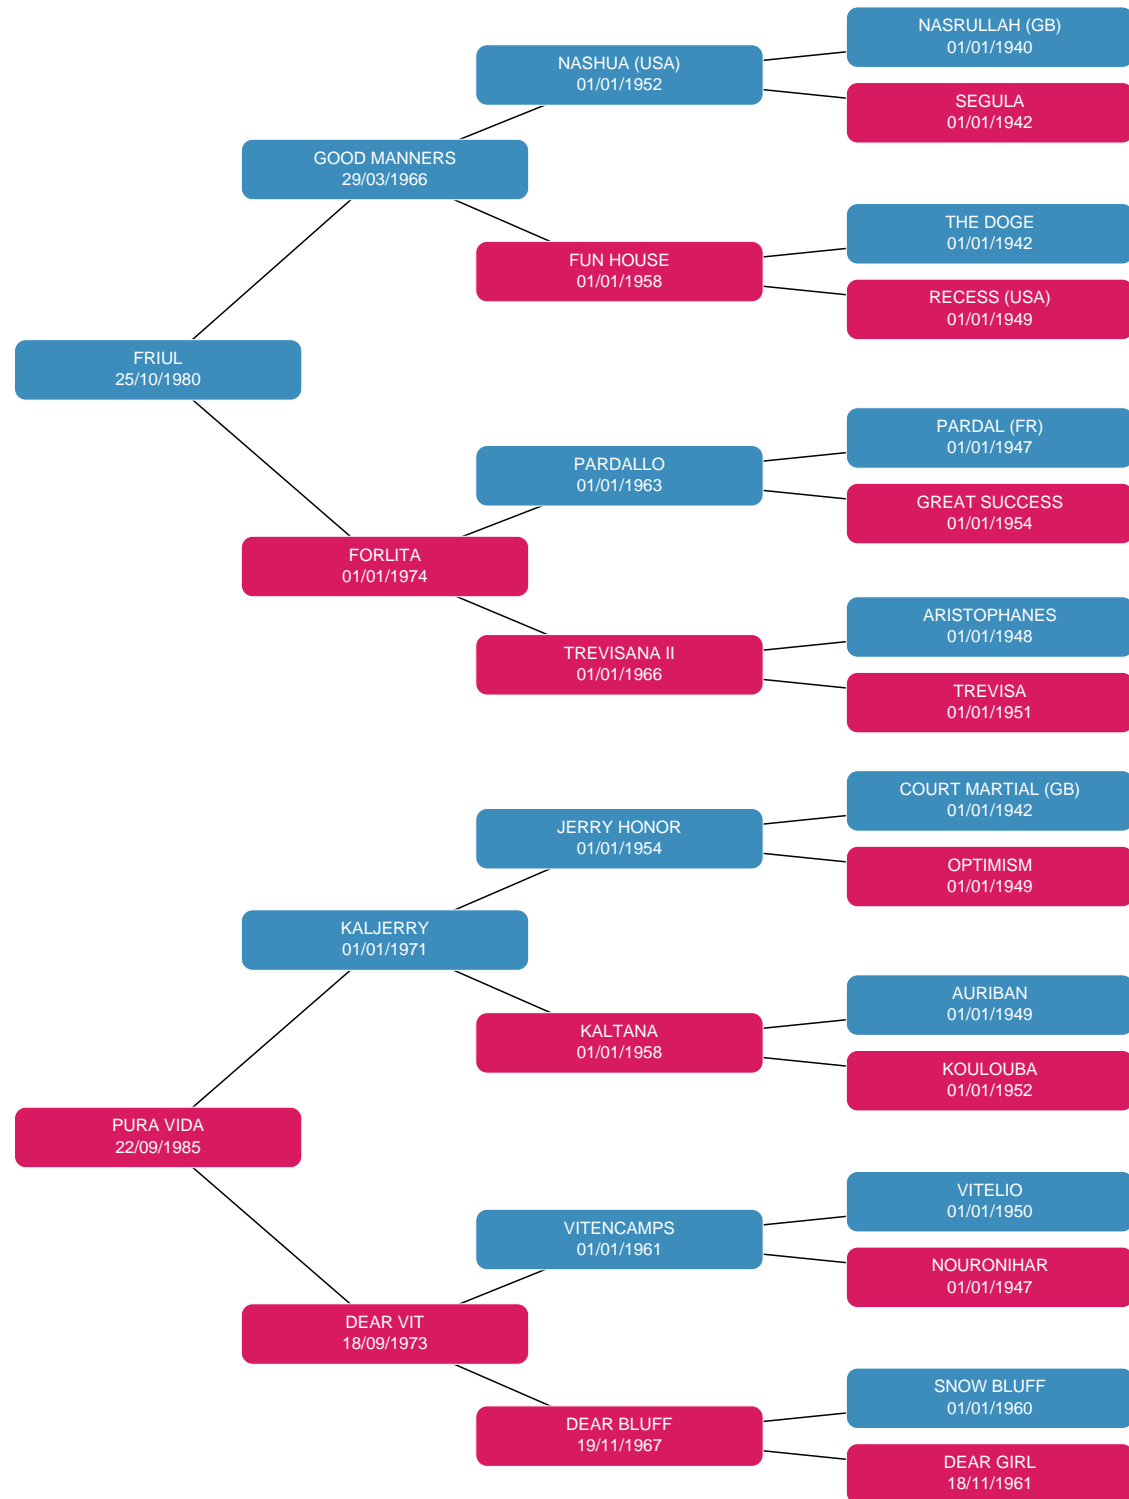 NASRULLAH (GB)
01/01/1940
NASHUA (USA)
01/01/1952
SEGULA
01/01/1942
GOOD MANNERS
29/03/1966
THE DOGE
01/01/1942
FUN HOUSE
01/01/1958
RECESS (USA)
01/01/1949
FRIUL
25/10/1980
PARDAL (FR)
01/01/1947
PARDALLO
01/01/1963
GREAT SUCCESS
01/01/1954
FORLITA
01/01/1974
ARISTOPHANES
01/01/1948
TREVISANA II
01/01/1966
TREVISA
01/01/1951
COURT MARTIAL (GB)
01/01/1942
JERRY HONOR
01/01/1954
OPTIMISM
01/01/1949
KALJERRY
01/01/1971
AURIBAN
01/01/1949
KALTANA
01/01/1958
KOULOUBA
01/01/1952
PURA VIDA
22/09/1985
VITELIO
01/01/1950
VITENCAMPS
01/01/1961
NOURONIHAR
01/01/1947
DEAR VIT
18/09/1973
SNOW BLUFF
01/01/1960
DEAR BLUFF
19/11/1967
DEAR GIRL
18/11/1961